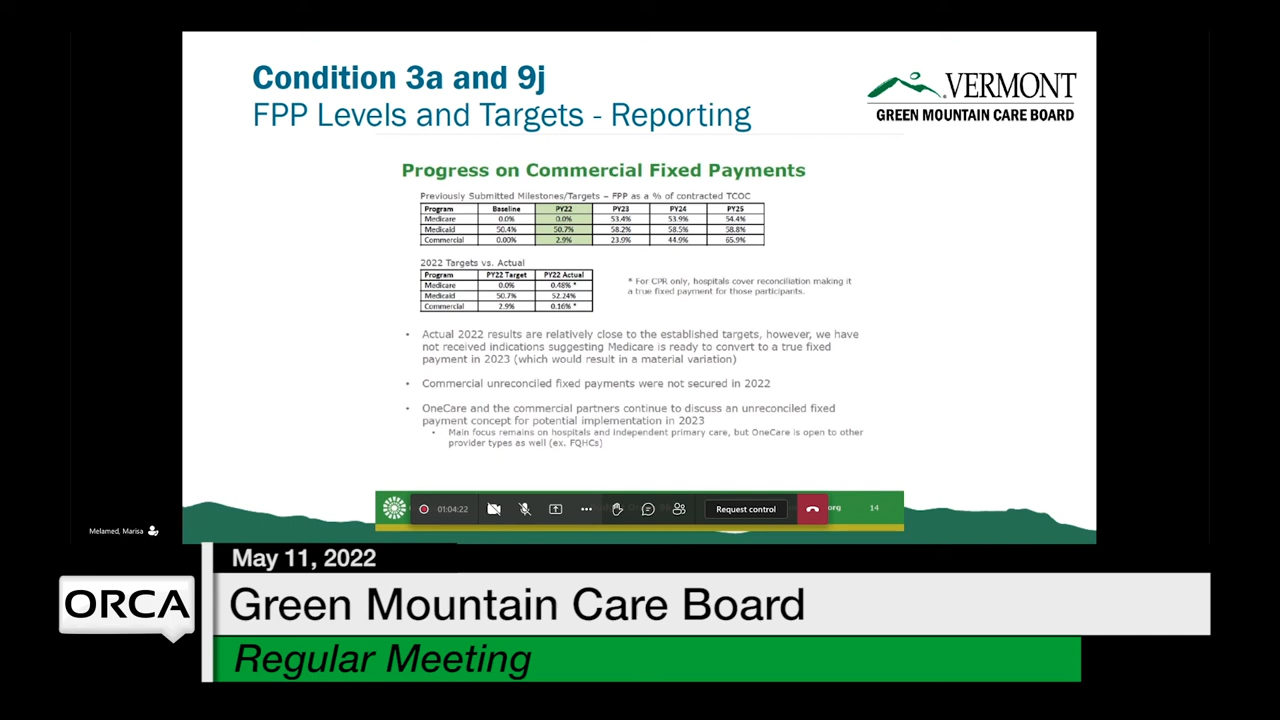 Condition 3a and 9j
FPP Levels and Targets - Reporting
VERMONT
GREEN MOUNTAIN CARE BOARD
Progress on Commercial Fixed Payments
Previously Submitted Milestones/Targets – FPP as a % of contracted TCOC
Program Baseline PY22 PY23 PY24 PY25
Medicare 0.0% 0.0% 53.4% 53.9% 54.4%
Medicaid 50.4% 50.7% 58.2% 58.5% 58.8%
Commercial 0.00% 2.9% 23.9% 44.9% 65.9%
2022 Targets vs. Actual
Program PY22 Target PY22 Actual
Medicare 0.0% 0.48% *
Medicaid 50.7% 52.24%
Commercial 2.9% 0.16% *
* For CPR only, hospitals cover reconciliation making it
a true fixed payment for those participants.
• Actual 2022 results are relatively close to the established targets, however, we have
not received indications suggesting Medicare is ready to convert to a true fixed
payment in 2023 (which would result in a material variation)
• Commercial unreconciled fixed payments were not secured in 2022
• OneCare and the commercial partners continue to discuss an unreconciled fixed
payment concept for potential implementation in 2023
• Main focus remains on hospitals and independent primary care, but OneCare is open to other
provider types as well (ex. FQHCs)
01:04:22
Request control
org
14
Melamed, Marisa
May 11, 2022
ORCA
Green Mountain Care Board
Regular Meeting